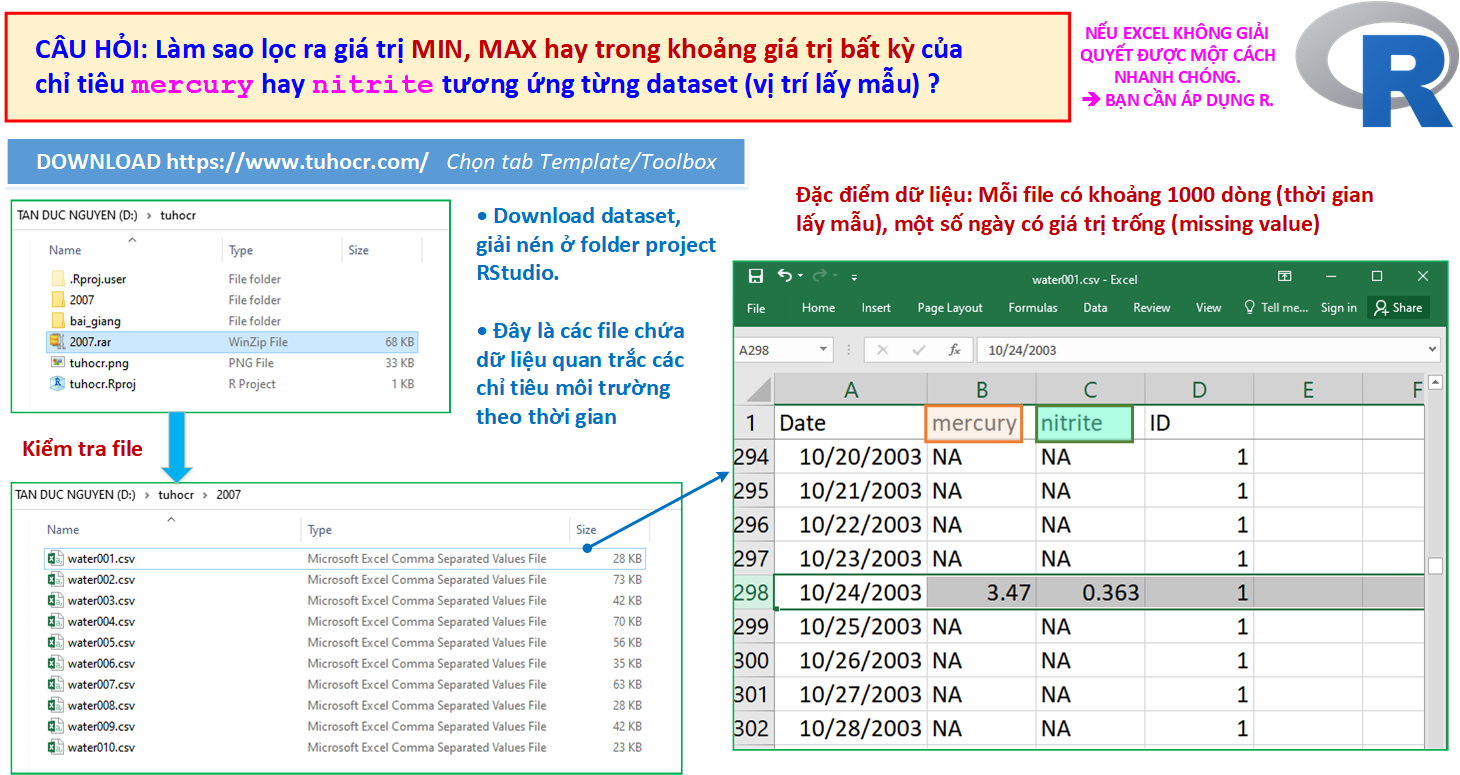 CÂU HỎI: Làm sao lọc ra giá trị MIN, MAX hay trong khoảng giá trị bất kỳ của
chỉ tiêu mercury hay nitrite tương ứng từng dataset (vị trí lấy mẫu) ?
NẾU EXCEL KHÔNG GIẢI
QUYẾT ĐƯỢC MỘT CÁCH
NHANH CHÓNG.
➔ BẠN CẦN ÁP DỤNG R.
R
DOWNLOAD https://www.tuhocr.com/ Chọn tab Template/Toolbox
TAN DUC NGUYEN (D:) › tuhocr
Name Type Size
.Rproj.user File folder
2007 File folder
bai_giang File folder
2007.rar WinZip File 68 KB
tuhocr.png PNG File 33 KB
tuhocr.Rproj R Project 1 KB
• Download dataset,
giải nén ở folder project
RStudio.
• Đây là các file chứa
dữ liệu quan trắc các
chỉ tiêu môi trường
theo thời gian
Kiểm tra file
TAN DUC NGUYEN (D:) › tuhocr › 2007
Name Type Size
water001.csv Microsoft Excel Comma Separated Values File 28 KB
water002.csv Microsoft Excel Comma Separated Values File 73 KB
water003.csv Microsoft Excel Comma Separated Values File 42 KB
water004.csv Microsoft Excel Comma Separated Values File 70 KB
water005.csv Microsoft Excel Comma Separated Values File 56 KB
water006.csv Microsoft Excel Comma Separated Values File 35 KB
water007.csv Microsoft Excel Comma Separated Values File 63 KB
water008.csv Microsoft Excel Comma Separated Values File 28 KB
water009.csv Microsoft Excel Comma Separated Values File 42 KB
water010.csv Microsoft Excel Comma Separated Values File 23 KB
Đặc điểm dữ liệu: Mỗi file có khoảng 1000 dòng (thời gian
lấy mẫu), một số ngày có giá trị trống (missing value)
water001.csv - Excel
File Home Insert Page Layout Formulas Data Review View Tell me... Sign in Share
A298 fx 10/24/2003
A B C D E F
1 Date mercury nitrite ID
294 10/20/2003 NA NA 1
295 10/21/2003 NA NA 1
296 10/22/2003 NA NA 1
297 10/23/2003 NA NA 1
298 10/24/2003 3.47 0.363 1
299 10/25/2003 NA NA 1
300 10/26/2003 NA NA 1
301 10/27/2003 NA NA 1
302 10/28/2003 NA NA 1